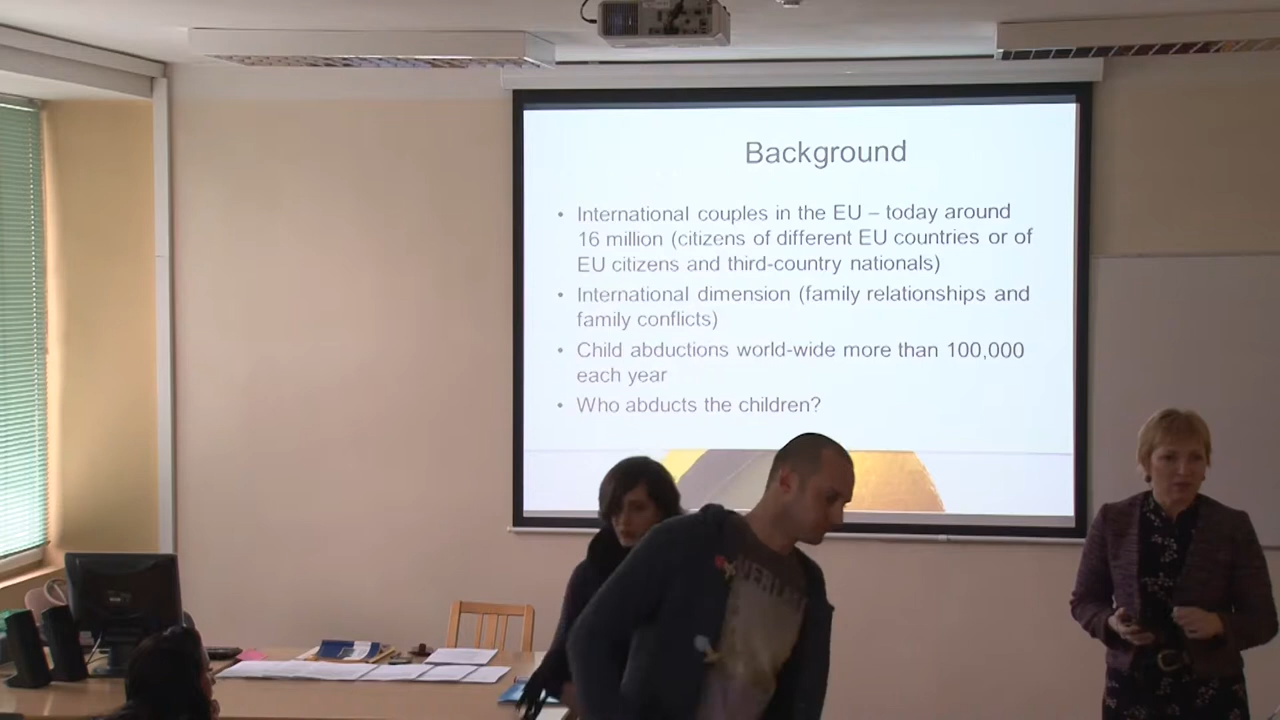 Background
• International couples in the EU – today around
16 million (citizens of different EU countries or of
EU citizens and third-country nationals)
• International dimension (family relationships and
family conflicts)
• Child abductions world-wide more than 100,000
each year
• Who abducts the children?